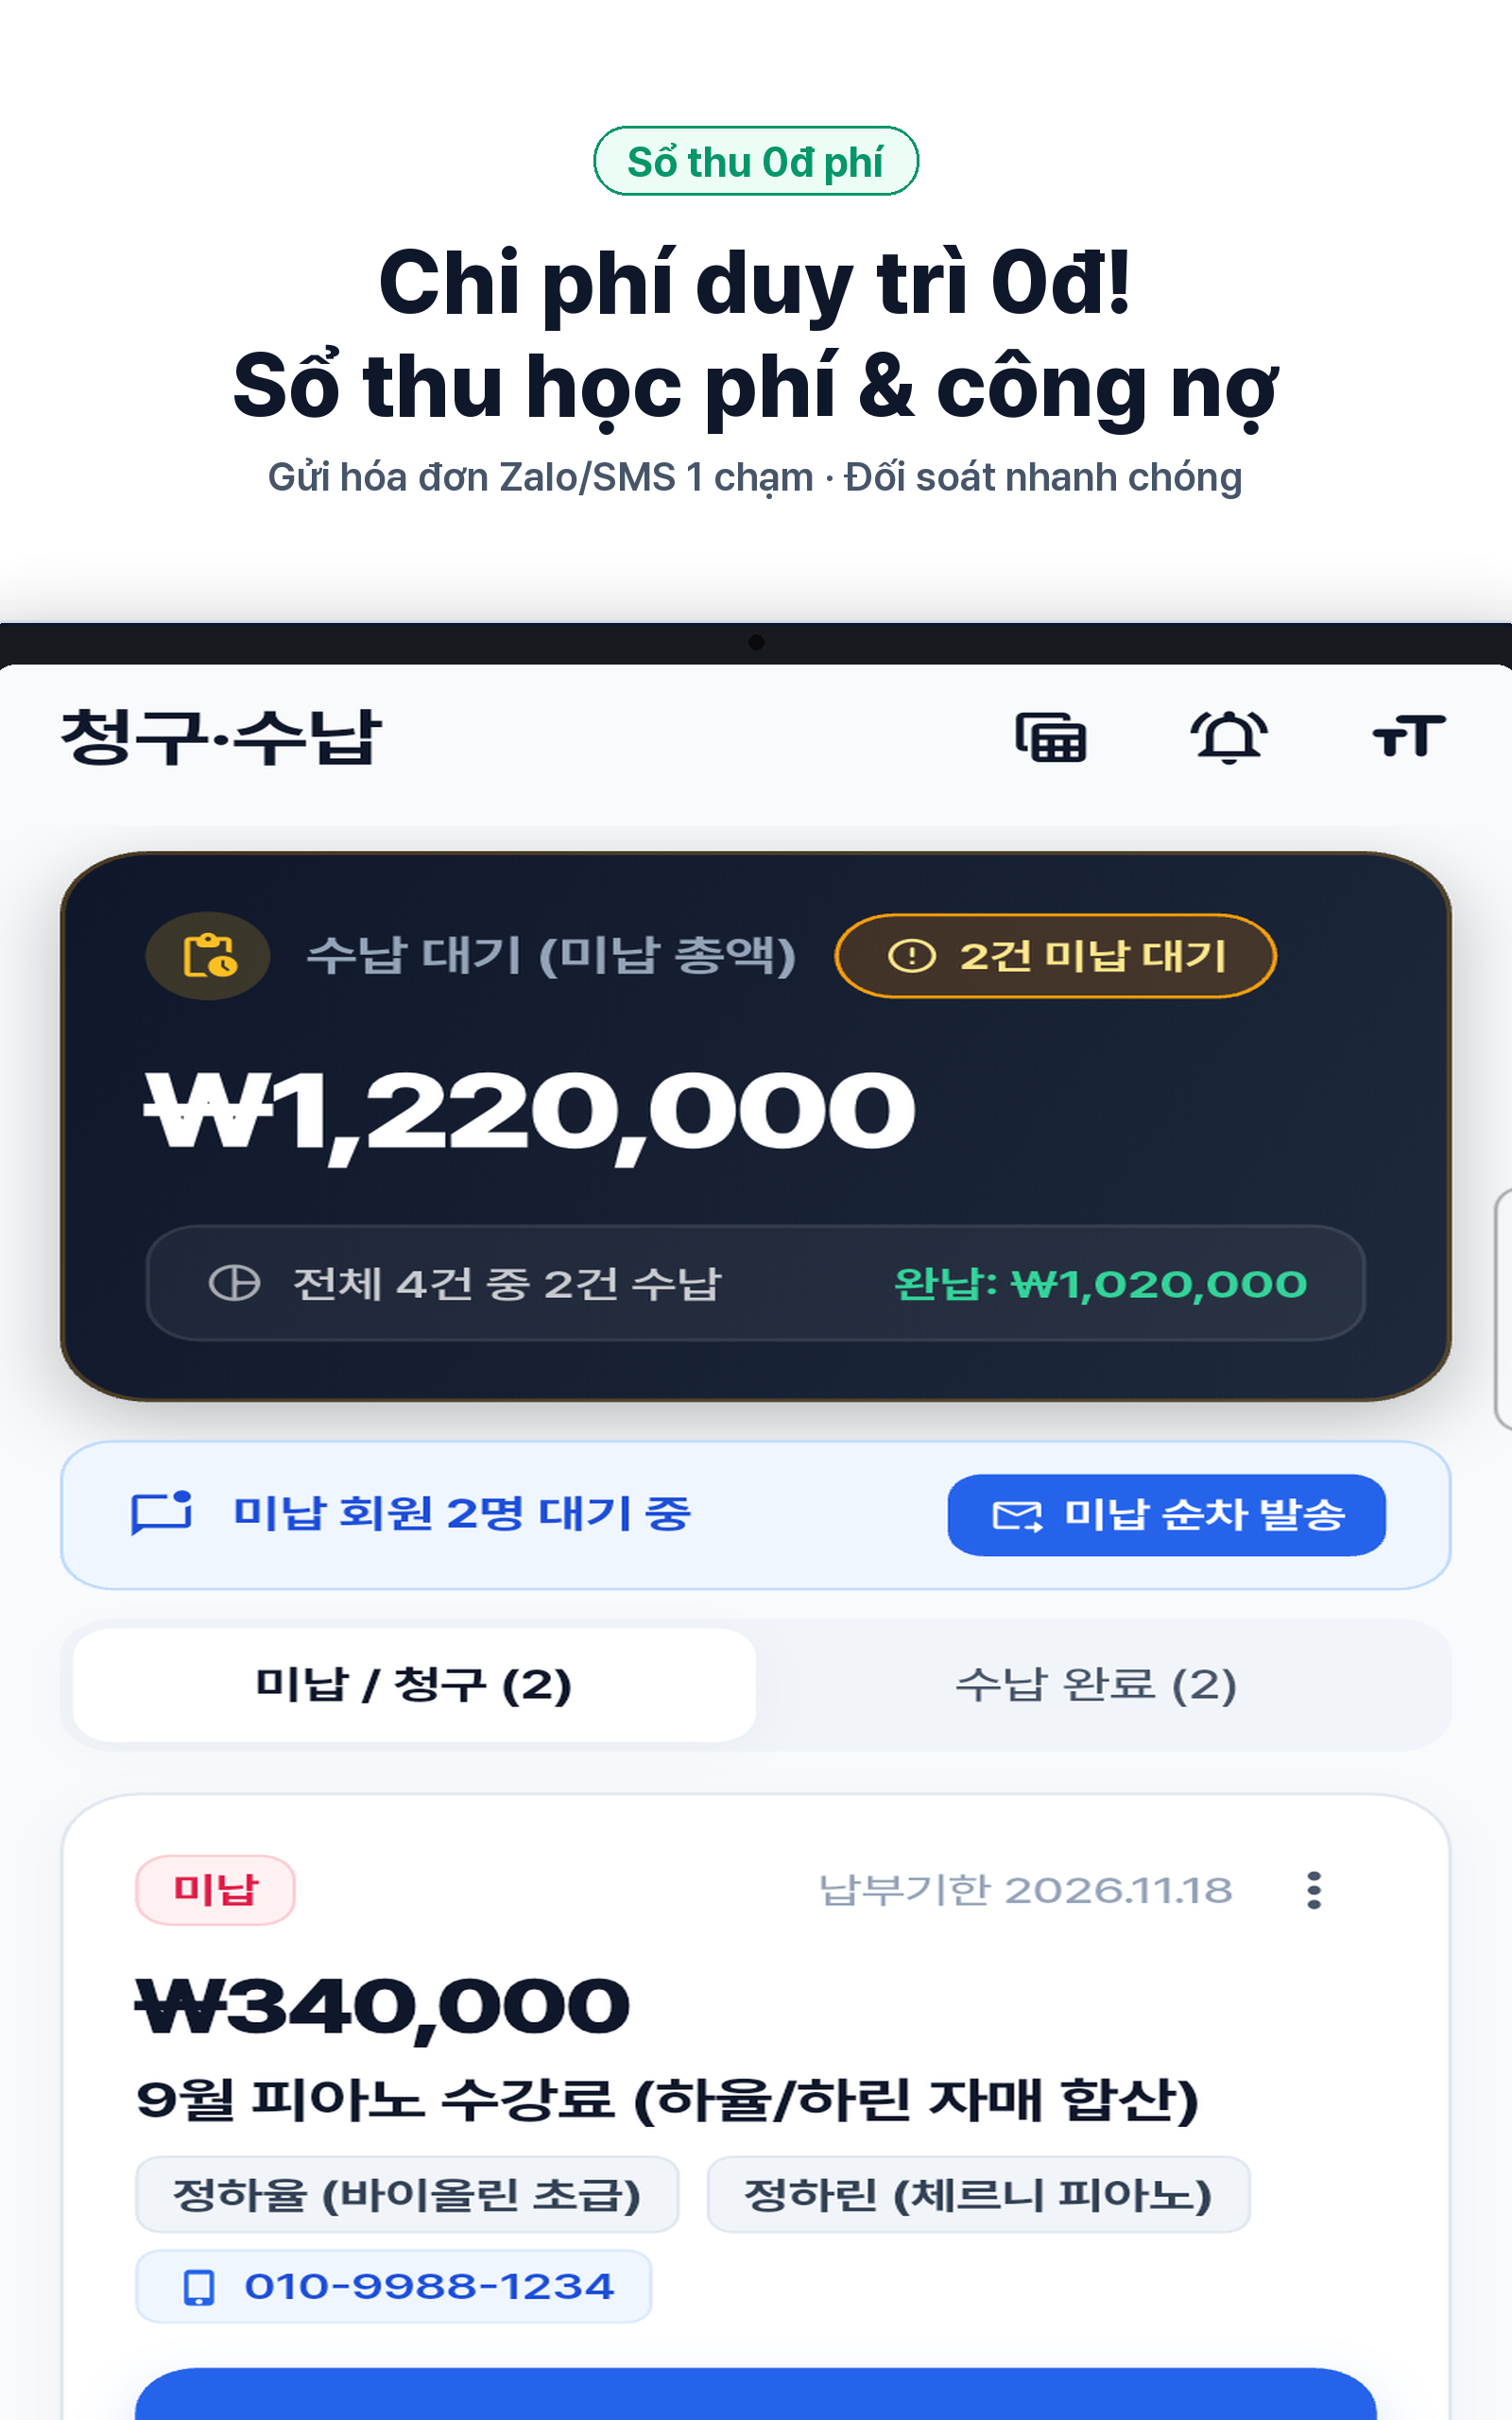 Sổ thu 0đ phí
Chi phí duy trì 0đ!
Sổ thu học phí & công nợ
Gửi hóa đơn Zalo/SMS 1 chạm · Đối soát nhanh chóng
청구·수납
수납 대기 (미납 총액)
2건 미납 대기
₩1,220,000
전체 4건 중 2건 수납
완납: ₩1,020,000
미납 회원 2명 대기 중
미납 순차 발송
미납 / 청구 (2)
수납 완료 (2)
미납
납부기한 2026.11.18
₩340,000
9월 피아노 수강료 (하율/하린 자매 합산)
정하율 (바이올린 초급)
정하린 (체르니 피아노)
010-9988-1234